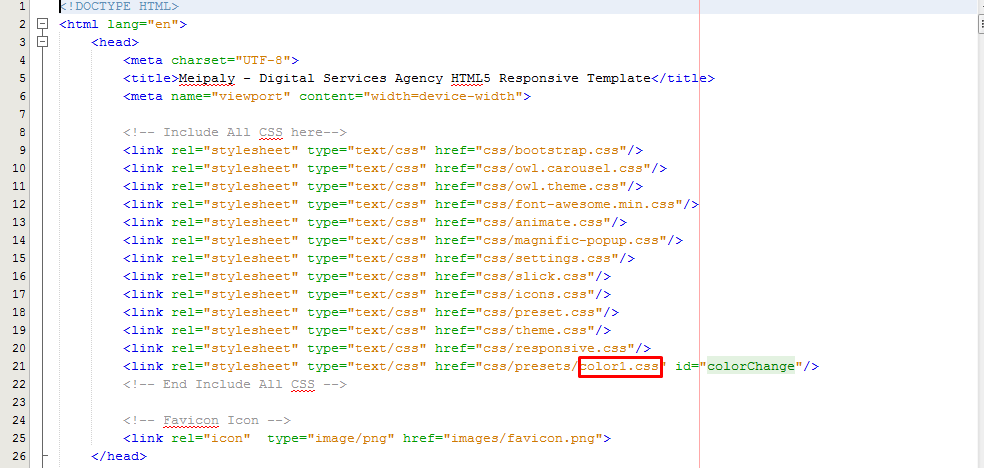 1 <!DOCTYPE HTML>
2 <html lang="en">
3 <head>
4 <meta charset="UTF-8">
5 <title>Meipaly - Digital Services Agency HTML5 Responsive Template</title>
6 <meta name="viewport" content="width=device-width">
7
8 <!-- Include All CSS here-->
9 <link rel="stylesheet" type="text/css" href="css/bootstrap.css"/>
10 <link rel="stylesheet" type="text/css" href="css/owl.carousel.css"/>
11 <link rel="stylesheet" type="text/css" href="css/owl.theme.css"/>
12 <link rel="stylesheet" type="text/css" href="css/font-awesome.min.css"/>
13 <link rel="stylesheet" type="text/css" href="css/animate.css"/>
14 <link rel="stylesheet" type="text/css" href="css/magnific-popup.css"/>
15 <link rel="stylesheet" type="text/css" href="css/settings.css"/>
16 <link rel="stylesheet" type="text/css" href="css/slick.css"/>
17 <link rel="stylesheet" type="text/css" href="css/icons.css"/>
18 <link rel="stylesheet" type="text/css" href="css/preset.css"/>
19 <link rel="stylesheet" type="text/css" href="css/theme.css"/>
20 <link rel="stylesheet" type="text/css" href="css/responsive.css"/>
21 <link rel="stylesheet" type="text/css" href="css/presets/color1.css" id="colorChange"/>
22 <!-- End Include All CSS -->
23
24 <!-- Favicon Icon -->
25 <link rel="icon"  type="image/png" href="images/favicon.png">
26 </head>